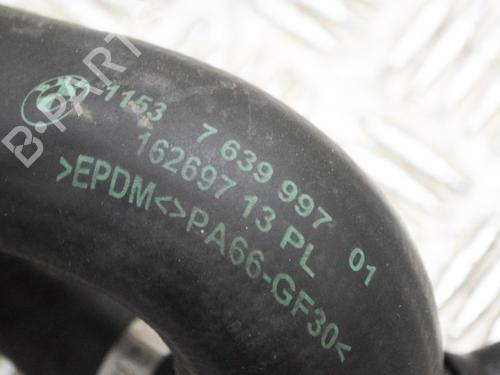 1153 7 639 997 01
162697 13 PL
>EPDM<>PA66-GF30<
B-PARTS